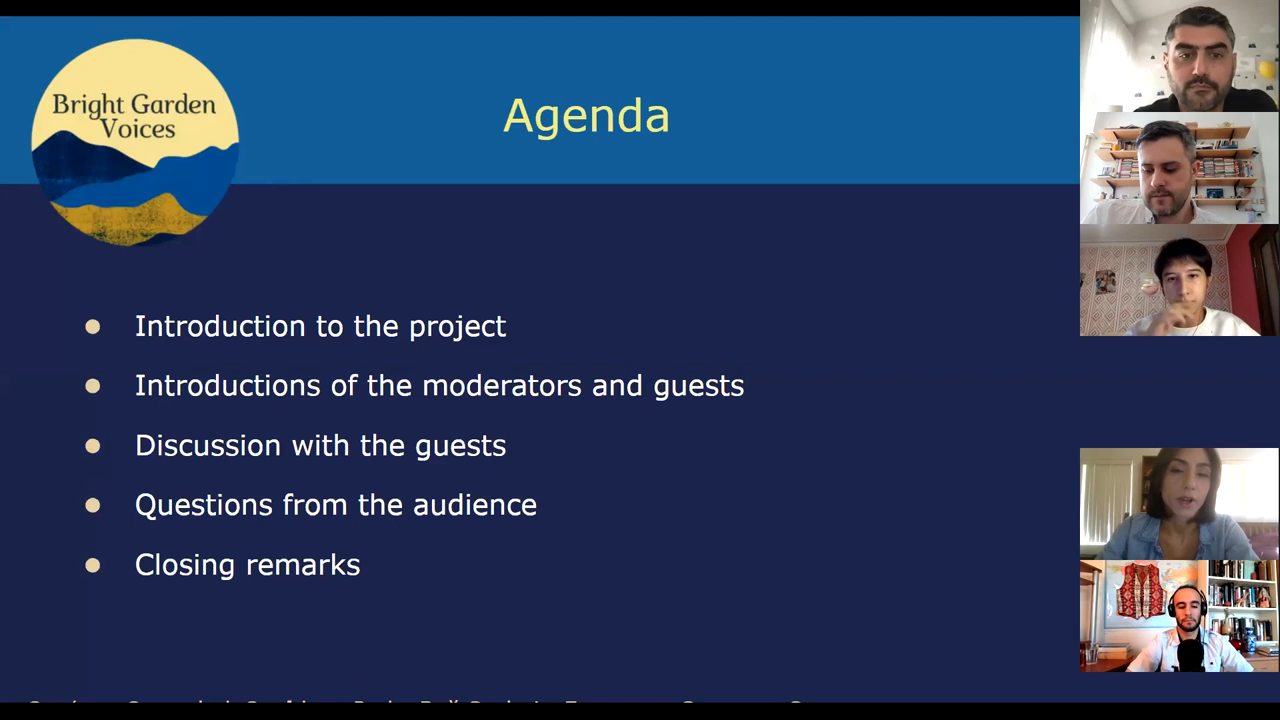 Bright Garden
Voices
Agenda
● Introduction to the project
● Introductions of the moderators and guests
● Discussion with the guests
● Questions from the audience
● Closing remarks